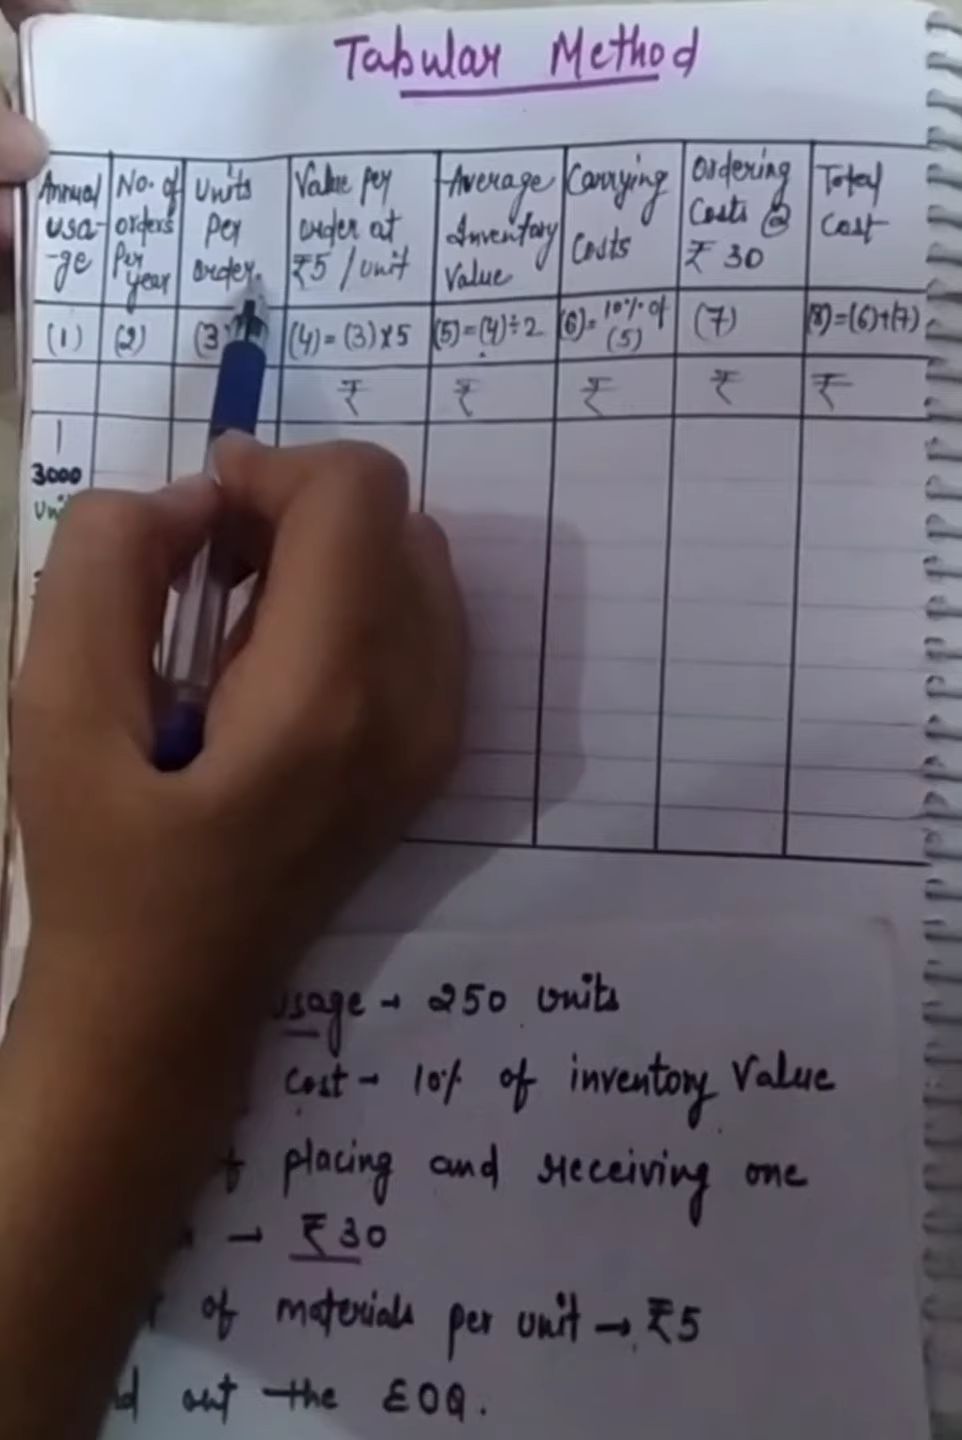 Tabular Method
Annual usa-ge
No. of orders Per year
Units Per order.
Value per order at ₹5 / unit
Average Inventory Value
Carrying Costs
Ordering Costs @ ₹ 30
Total Cost
(1)
(2)
(3
(4) = (3) x 5
(5) = (4) ÷ 2
(6) = 10% of (5)
(7)
(8) = (6) + (7)
₹
₹
₹
₹
₹
3000
usage → 250 units
Cost → 10% of inventory Value
placing and receiving one
→ ₹30
of materials per unit → ₹5
out the EOQ.